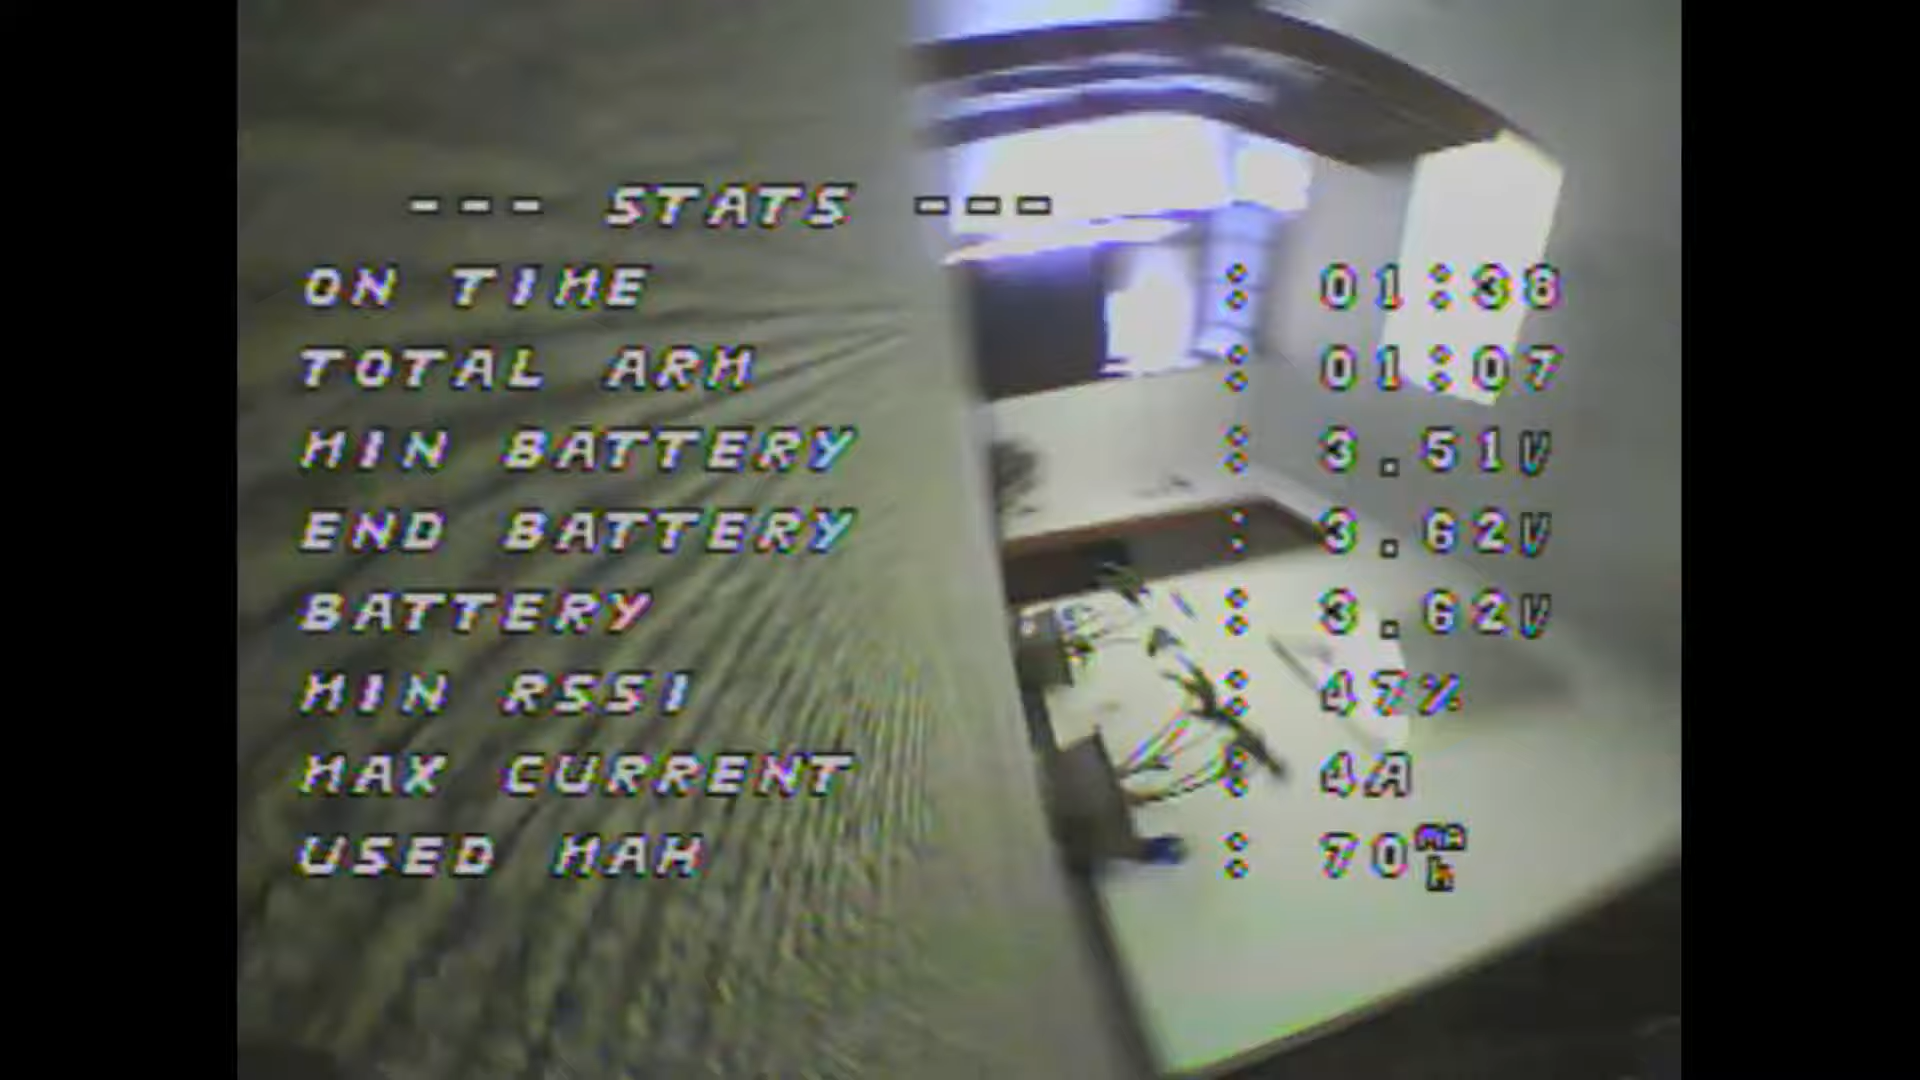 --- STATS ---
ON TIME : 01:38
TOTAL ARM : 01:07
MIN BATTERY : 3.51V
END BATTERY : 3.62V
BATTERY : 3.62V
MIN RSSI : 47%
MAX CURRENT : 4A
USED MAH : 70MAh